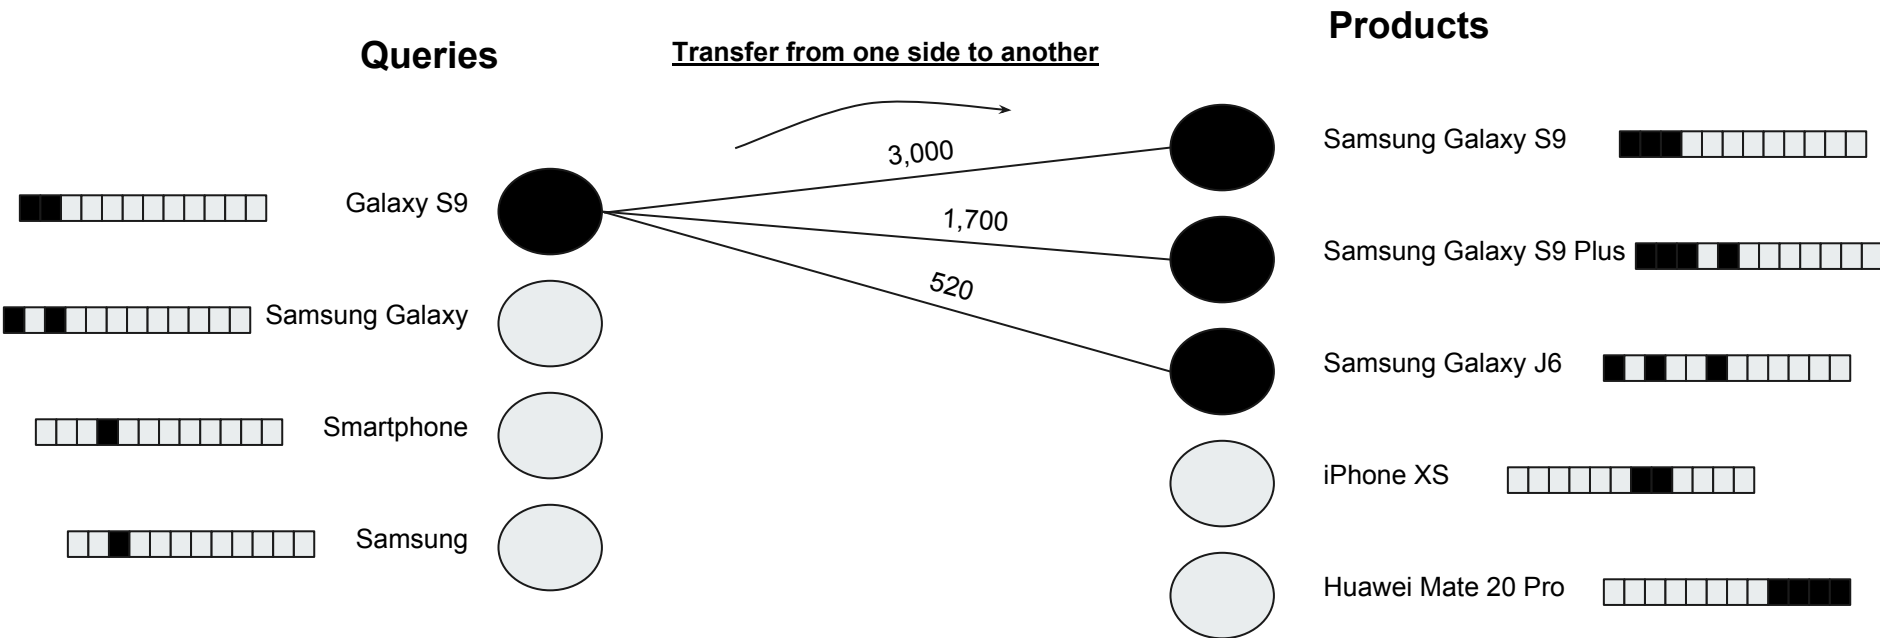 Queries
Transfer from one side to another
Products
3,000
1,700
520
Galaxy S9
Samsung Galaxy
Smartphone
Samsung
Samsung Galaxy S9
Samsung Galaxy S9 Plus
Samsung Galaxy J6
iPhone XS
Huawei Mate 20 Pro